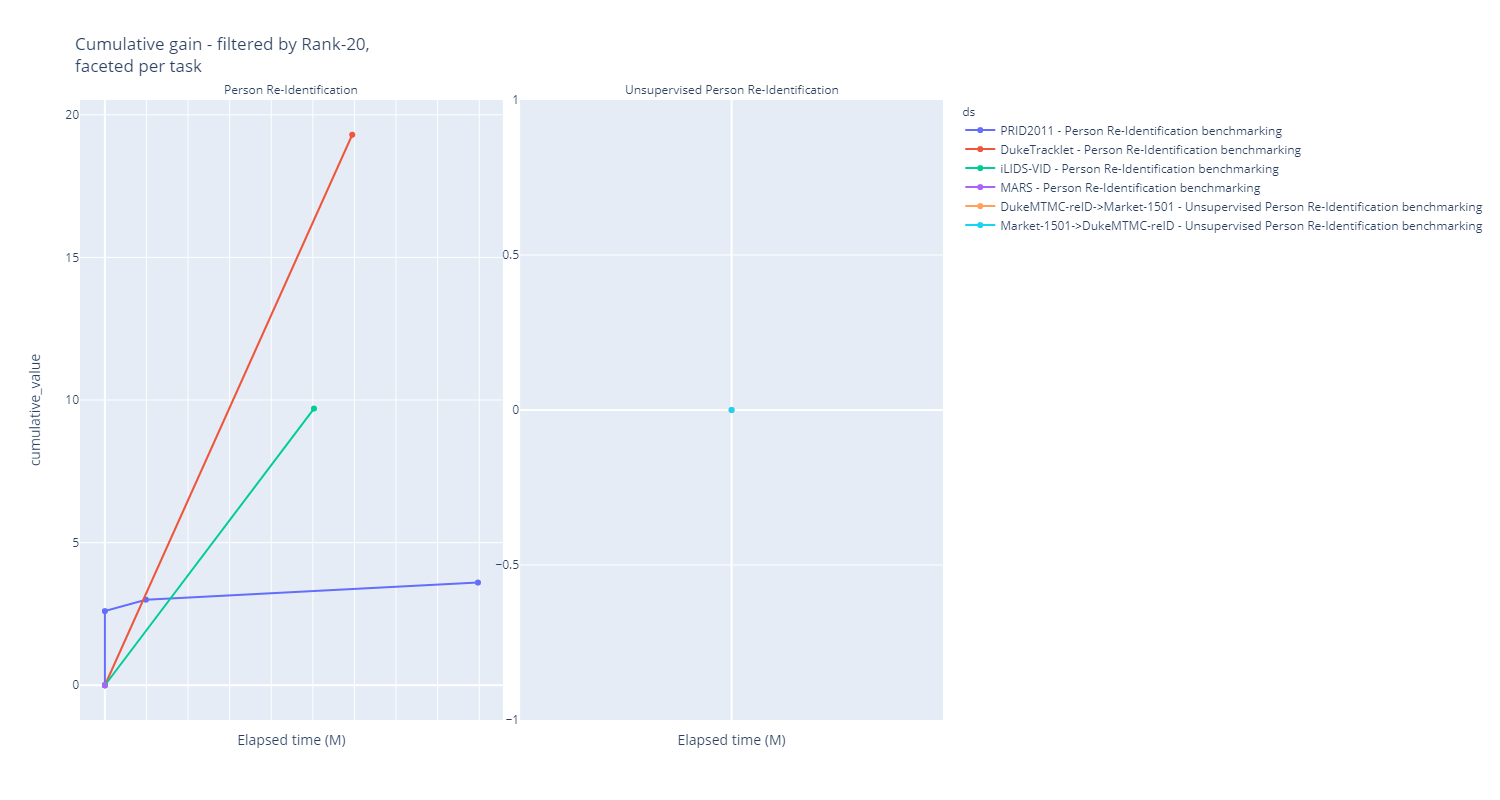 Cumulative gain - filtered by Rank-20,
faceted per task
Person Re-Identification
Unsupervised Person Re-Identification
20
15
10
5
0
cumulative_value
Elapsed time (M)
1
0.5
0
−0.5
−1
Elapsed time (M)
ds
PRID2011 - Person Re-Identification benchmarking
DukeTracklet - Person Re-Identification benchmarking
iLIDS-VID - Person Re-Identification benchmarking
MARS - Person Re-Identification benchmarking
DukeMTMC-reID->Market-1501 - Unsupervised Person Re-Identification benchmarking
Market-1501->DukeMTMC-reID - Unsupervised Person Re-Identification benchmarking